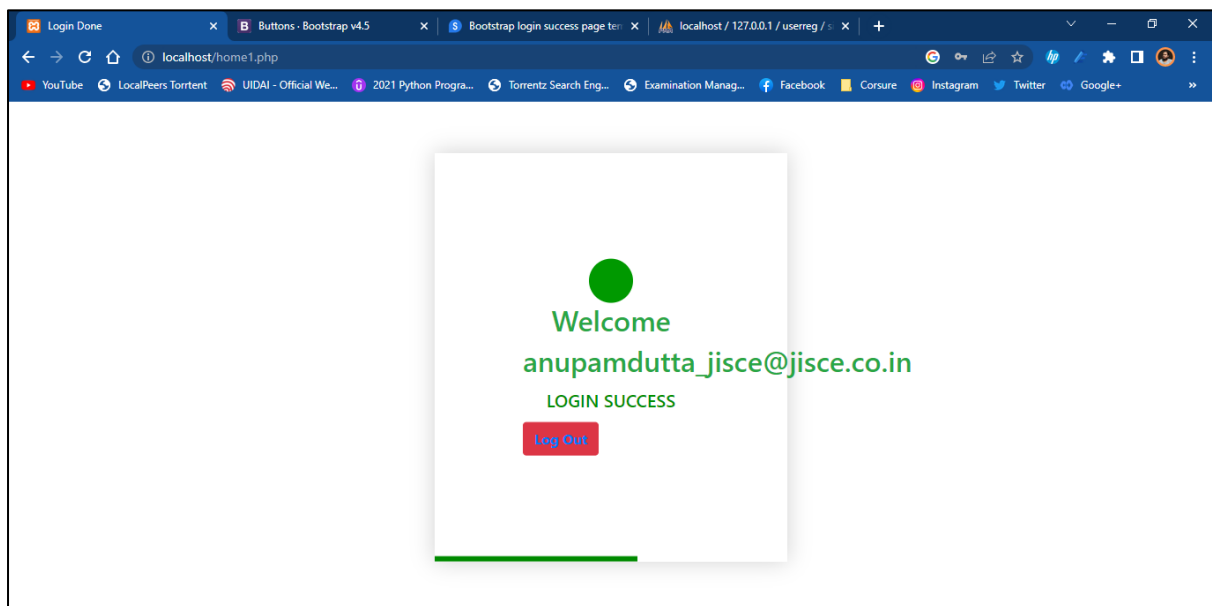 Login Done
Buttons · Bootstrap v4.5
Bootstrap login success page ten
localhost / 127.0.0.1 / userreg /
localhost/home1.php
YouTube LocalPeers Torrtent UIDAI - Official We... 2021 Python Progra... Torrentz Search Eng... Examination Manag... Facebook Corsure Instagram Twitter Google+ »
Welcome
anupamdutta_jisce@jisce.co.in
LOGIN SUCCESS
Log Out